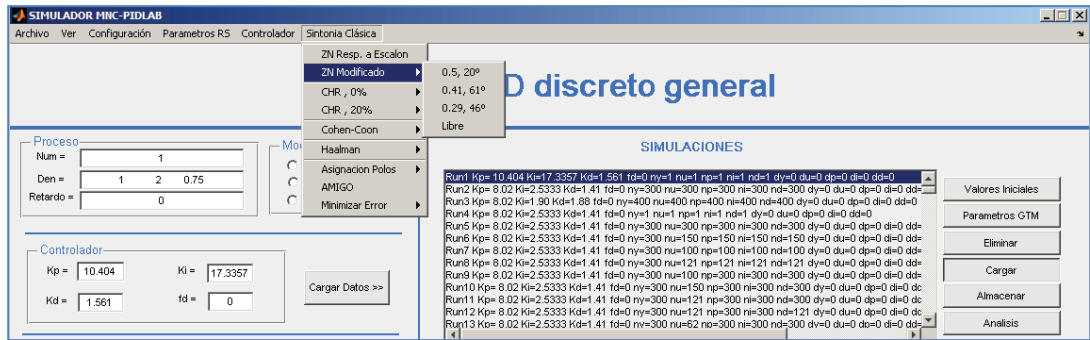 SIMULADOR MNC-PIDLAB
Archivo Ver Configuración Parametros RS Controlador Sintonia Clásica
ZN Resp. a Escalon
ZN Modificado
CHR , 0%
CHR , 20%
Cohen-Coon
Haalman
Asignacion Polos
AMIGO
Minimizar Error
0.5, 20º
0.41, 61º
0.29, 46º
Libre
D discreto general
Proceso
Num = 1
Den = 1 2 0.75
Retardo = 0
Mo
Controlador
Kp = 10.404 Ki = 17.3357
Kd = 1.561 fd = 0
Cargar Datos >>
SIMULACIONES
Run1 Kp= 10.404 Ki=17.3357 Kd=1.561 fd=0 ny=1 nu=1 np=1 ni=1 nd=1 dy=0 du=0 dp=0 di=0 dd=0
Run2 Kp= 8.02 Ki=2.5333 Kd=1.41 fd=0 ny=300 nu=300 np=300 ni=300 nd=300 dy=0 du=0 dp=0 di=0 dd=
Run3 Kp= 8.02 Ki=1.90 Kd=1.88 fd=0 ny=400 nu=400 np=400 ni=400 nd=400 dy=0 du=0 dp=0 di=0 dd=0
Run4 Kp= 8.02 Ki=2.5333 Kd=1.41 fd=0 ny=1 nu=1 np=1 ni=1 nd=1 dy=0 du=0 dp=0 di=0 dd=0
Run5 Kp= 8.02 Ki=2.5333 Kd=1.41 fd=0 ny=300 nu=300 np=300 ni=300 nd=300 dy=0 du=0 dp=0 di=0 dd=
Run6 Kp= 8.02 Ki=2.5333 Kd=1.41 fd=0 ny=300 nu=150 np=150 ni=150 nd=150 dy=0 du=0 dp=0 di=0 dd=
Run7 Kp= 8.02 Ki=2.5333 Kd=1.41 fd=0 ny=300 nu=100 np=100 ni=100 nd=100 dy=0 du=0 dp=0 di=0 dd=
Run8 Kp= 8.02 Ki=2.5333 Kd=1.41 fd=0 ny=300 nu=121 np=121 ni=121 nd=121 dy=0 du=0 dp=0 di=0 dd=
Run9 Kp= 8.02 Ki=2.5333 Kd=1.41 fd=0 ny=300 nu=100 np=300 ni=300 nd=300 dy=0 du=0 dp=0 di=0 dd=
Run10 Kp= 8.02 Ki=2.5333 Kd=1.41 fd=0 ny=300 nu=150 np=300 ni=300 nd=300 dy=0 du=0 dp=0 di=0 dc
Run11 Kp= 8.02 Ki=2.5333 Kd=1.41 fd=0 ny=300 nu=121 np=300 ni=300 nd=300 dy=0 du=0 dp=0 di=0 dc
Run12 Kp= 8.02 Ki=2.5333 Kd=1.41 fd=0 ny=300 nu=121 np=300 ni=300 nd=121 dy=0 du=0 dp=0 di=0 dc
Run13 Kp= 8.02 Ki=2.5333 Kd=1.41 fd=0 ny=300 nu=62 np=300 ni=300 nd=300 dy=0 du=0 dp=0 di=0 dd=
Valores Iniciales
Parametros GTM
Eliminar
Cargar
Almacenar
Analisis